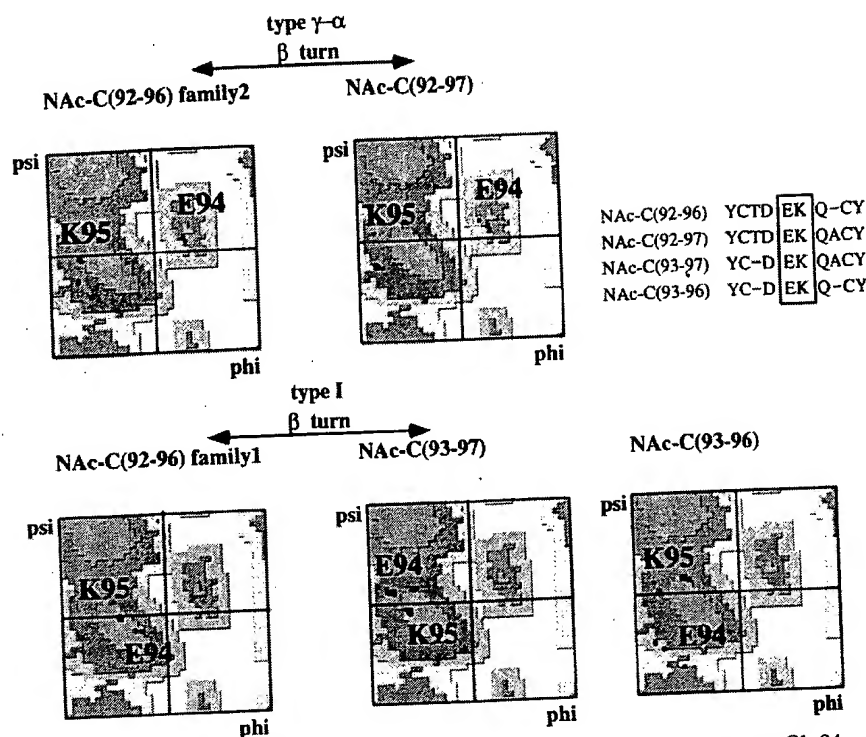 type γ-α
β turn
NAc-C(92-96) family2
NAc-C(92-97)
psi
K95
E94
phi
K95
E94
phi
NAc-C(92-96) YCTD EK Q-CY
NAc-C(92-97) YCTD EK QACY
NAc-C(93-97) YC-D EK QACY
NAc-C(93-96) YC-D EK Q-CY
type I
β turn
NAc-C(92-96) family1
NAc-C(93-97)
NAc-C(93-96)
psi
K95
E94
phi
psi
E94
K95
phi
psi
K95
E94
phi